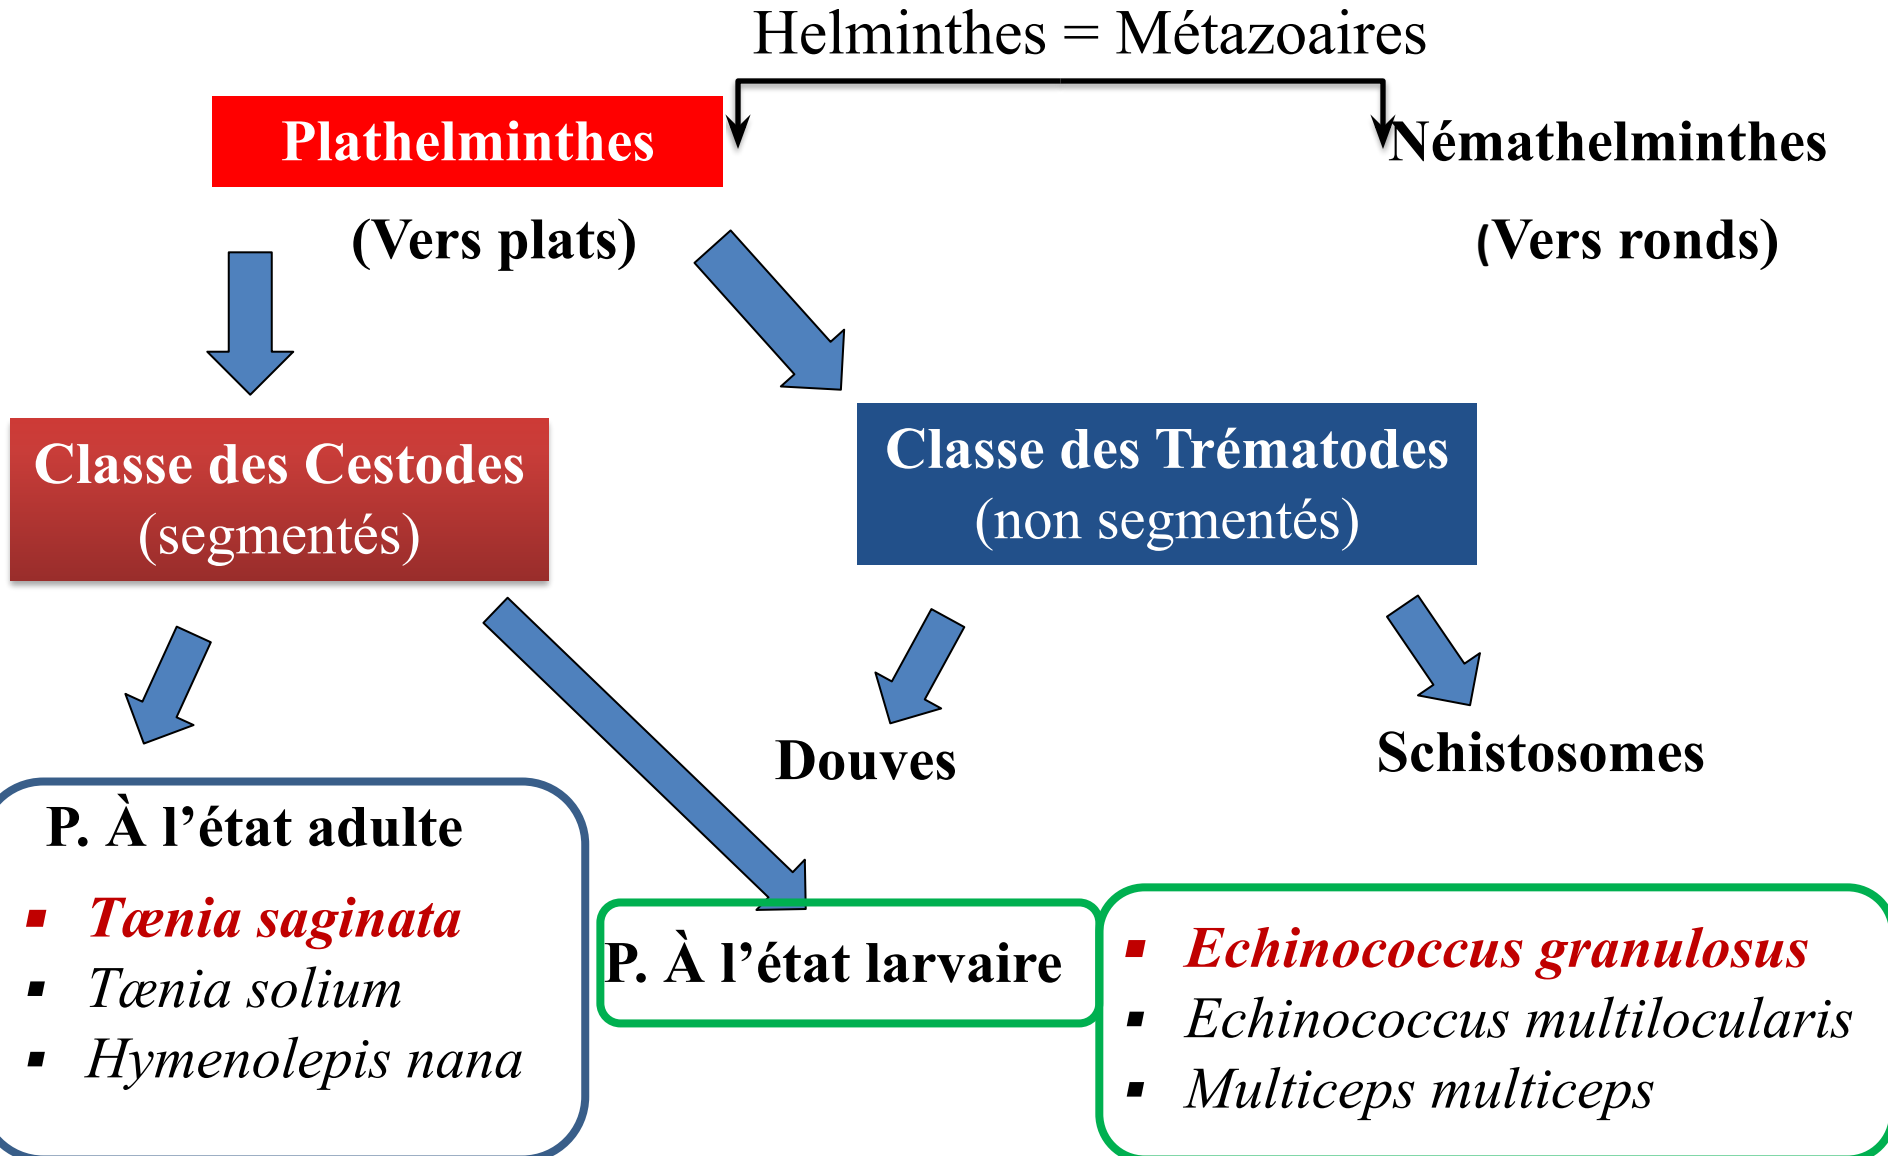 Helminthes = Métazoaires
Plathelminthes
Némathelminthes
(Vers plats)
(Vers ronds)
Classe des Cestodes
(segmentés)
Classe des Trématodes
(non segmentés)
Douves
Schistosomes
P. À l’état adulte
▪ Tænia saginata
▪ Tænia solium
▪ Hymenolepis nana
P. À l’état larvaire
▪ Echinococcus granulosus
▪ Echinococcus multilocularis
▪ Multiceps multiceps